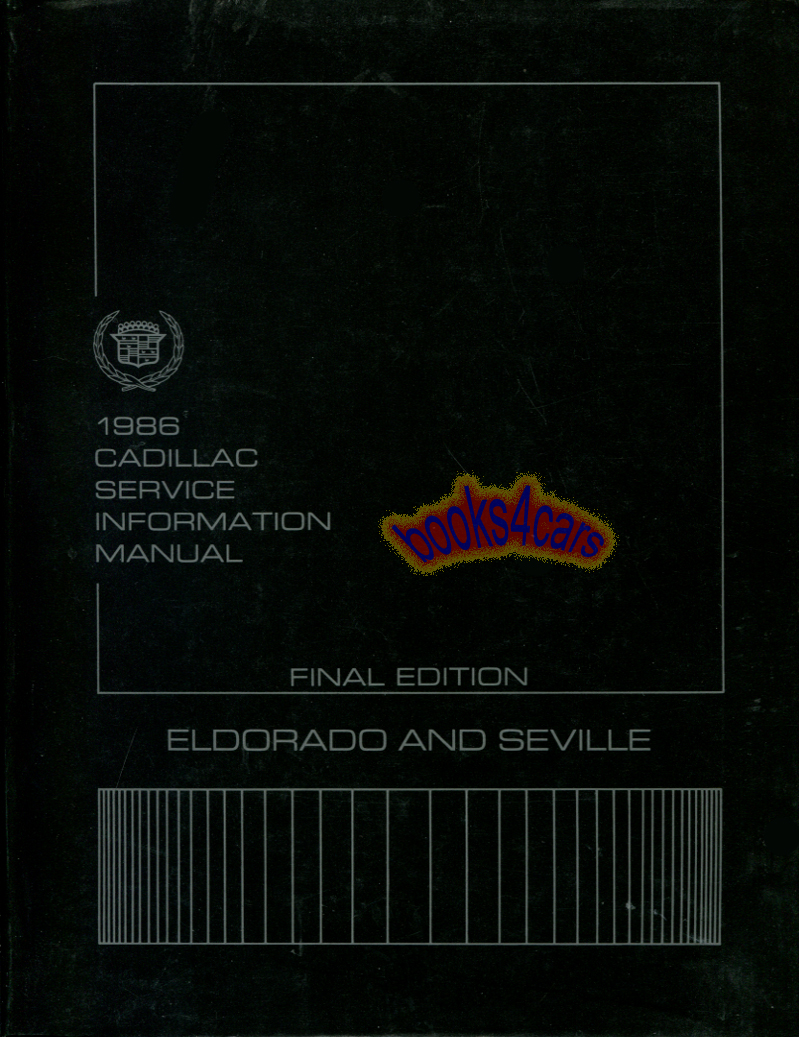 1986
CADILLAC
SERVICE
INFORMATION
MANUAL
books4cars
FINAL EDITION
ELDORADO AND SEVILLE